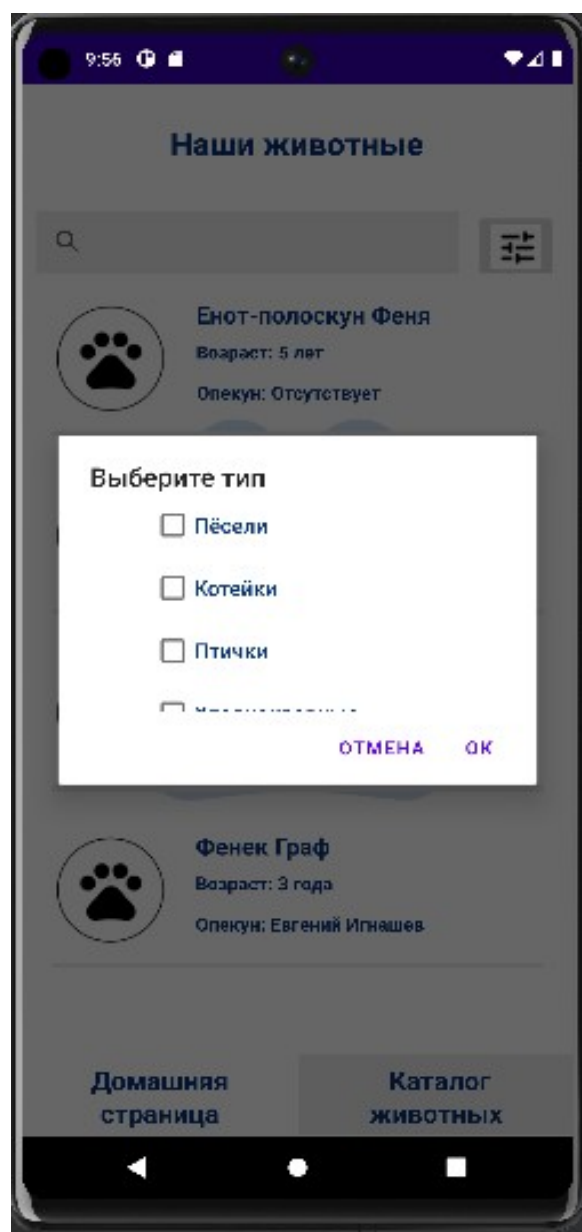 9:56
Наши животные
Енот-полоскун Феня
Возраст: 5 лет
Опекун: Отсутствует
Выберите тип
Пёсели
Котейки
Птички
ОТМЕНА ОК
Фенек Граф
Возраст: 3 года
Опекун: Евгений Игнашев
Домашняя
страница
Каталог
животных